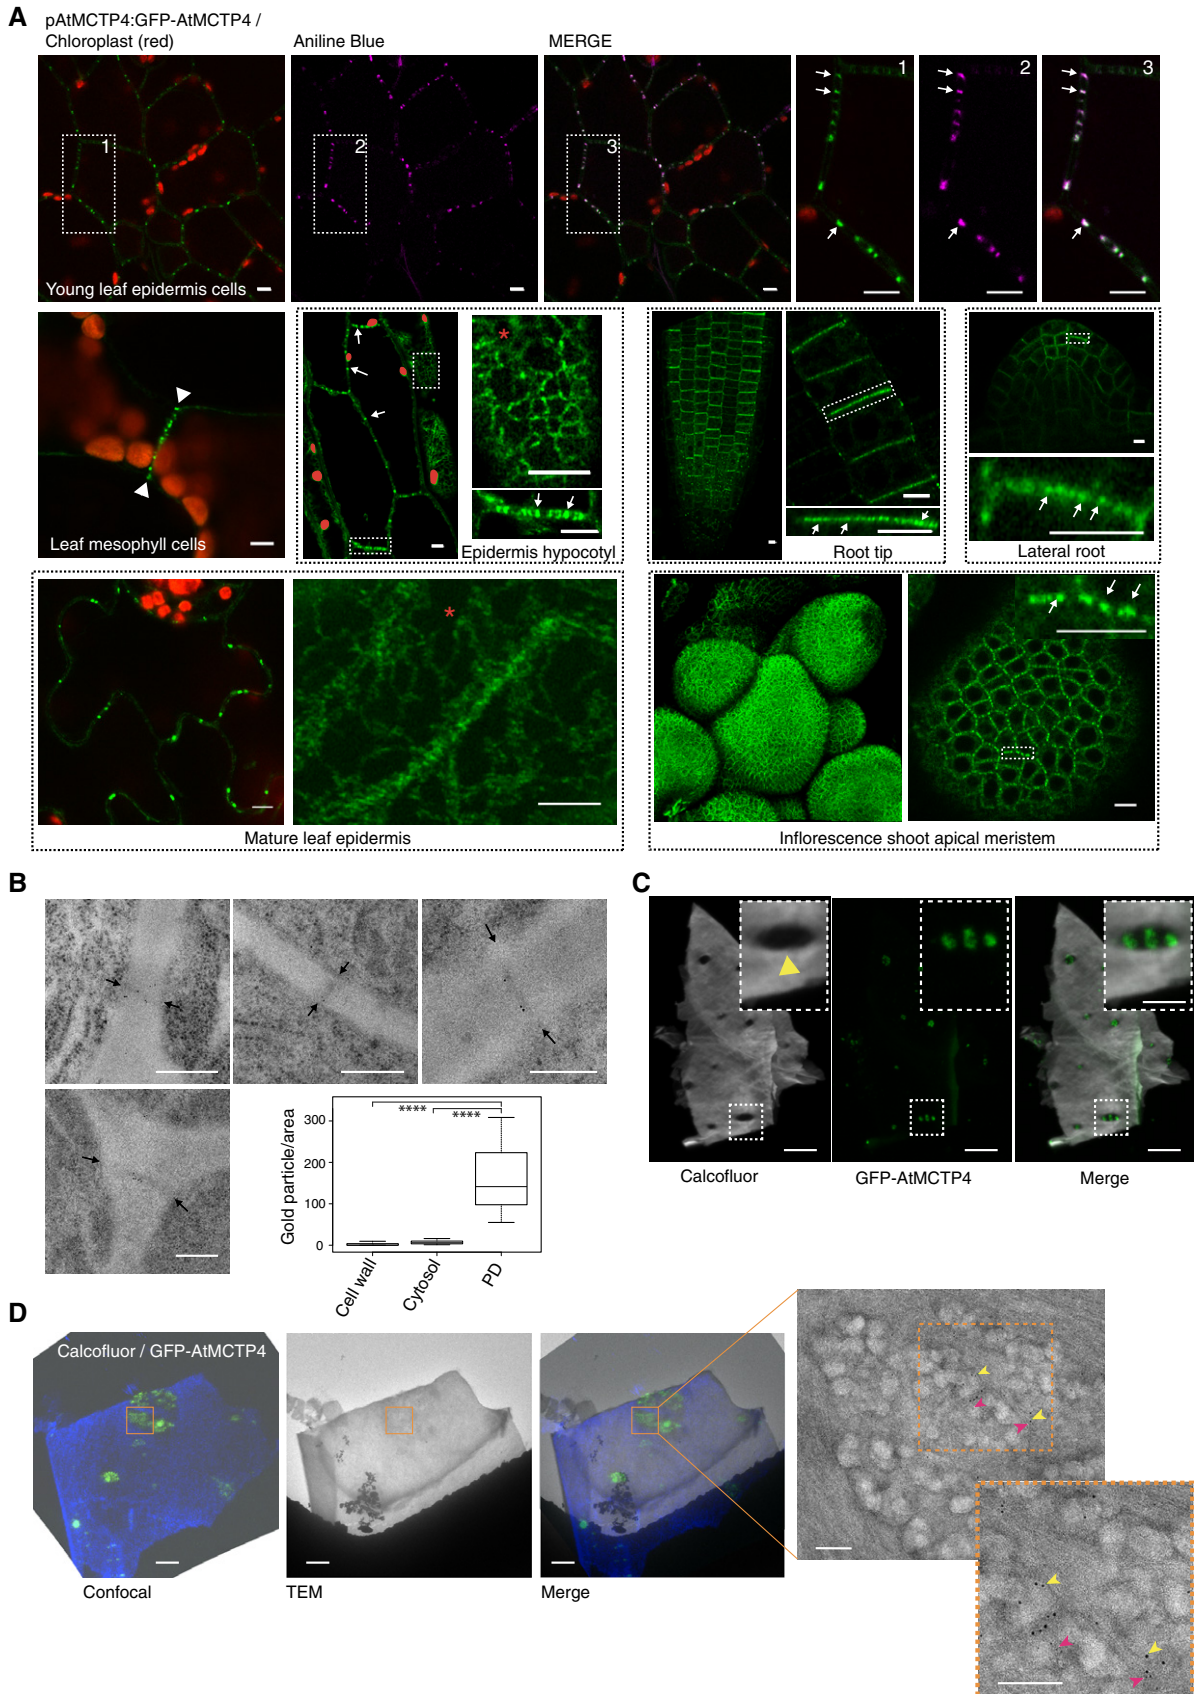 A
pAtMCTP4:GFP-AtMCTP4 /
Chloroplast (red)
Aniline Blue
MERGE
1
2
3
1
2
3
Young leaf epidermis cells
Leaf mesophyll cells
*
Epidermis hypocotyl
Root tip
Lateral root
*
Mature leaf epidermis
Inflorescence shoot apical meristem
B
Gold particle/area
300
200
100
0
****
****
Cell wall
Cytosol
PD
C
Calcofluor
GFP-AtMCTP4
Merge
D
Calcofluor / GFP-AtMCTP4
Confocal
TEM
Merge